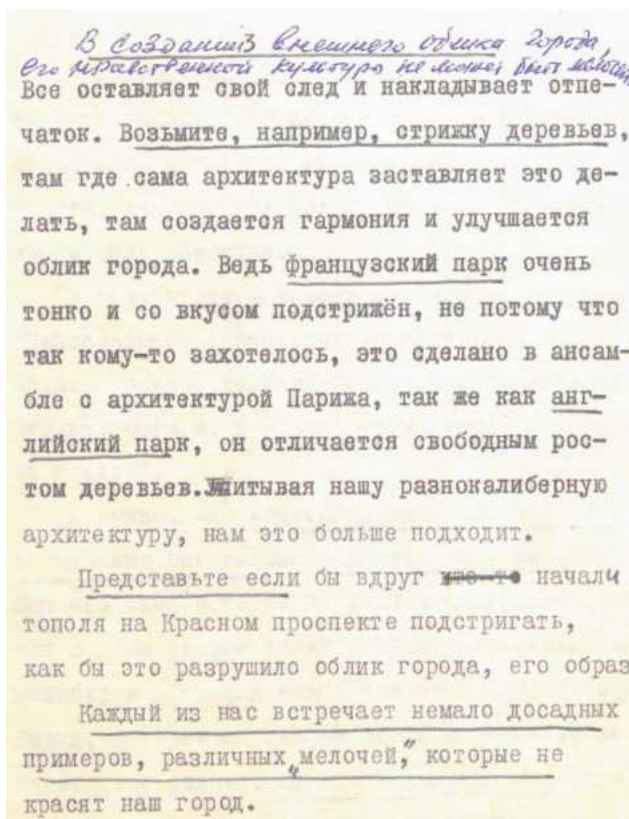 В создании внешнего облика города,
его нравственной культуры не может быть мелочей
Все оставляет свой след и накладывает отпе-
чаток. Возьмите, например, стрижку деревьев,
там где сама архитектура заставляет это де-
лать, там создается гармония и улучшается
облик города. Ведь французский парк очень
тонко и со вкусом подстрижён, не потому что
так кому-то захотелось, это сделано в ансам-
бле с архитектурой Парижа, так же как анг-
лийский парк, он отличается свободным рос-
том деревьев. Учитывая нашу разнокалиберную
архитектуру, нам это больше подходит.
Представьте если бы вдруг кто-то начали
тополя на Красном проспекте подстригать,
как бы это разрушило облик города, его образ
Каждый из нас встречает немало досадных
примеров, различных „мелочей,” которые не
красят наш город.